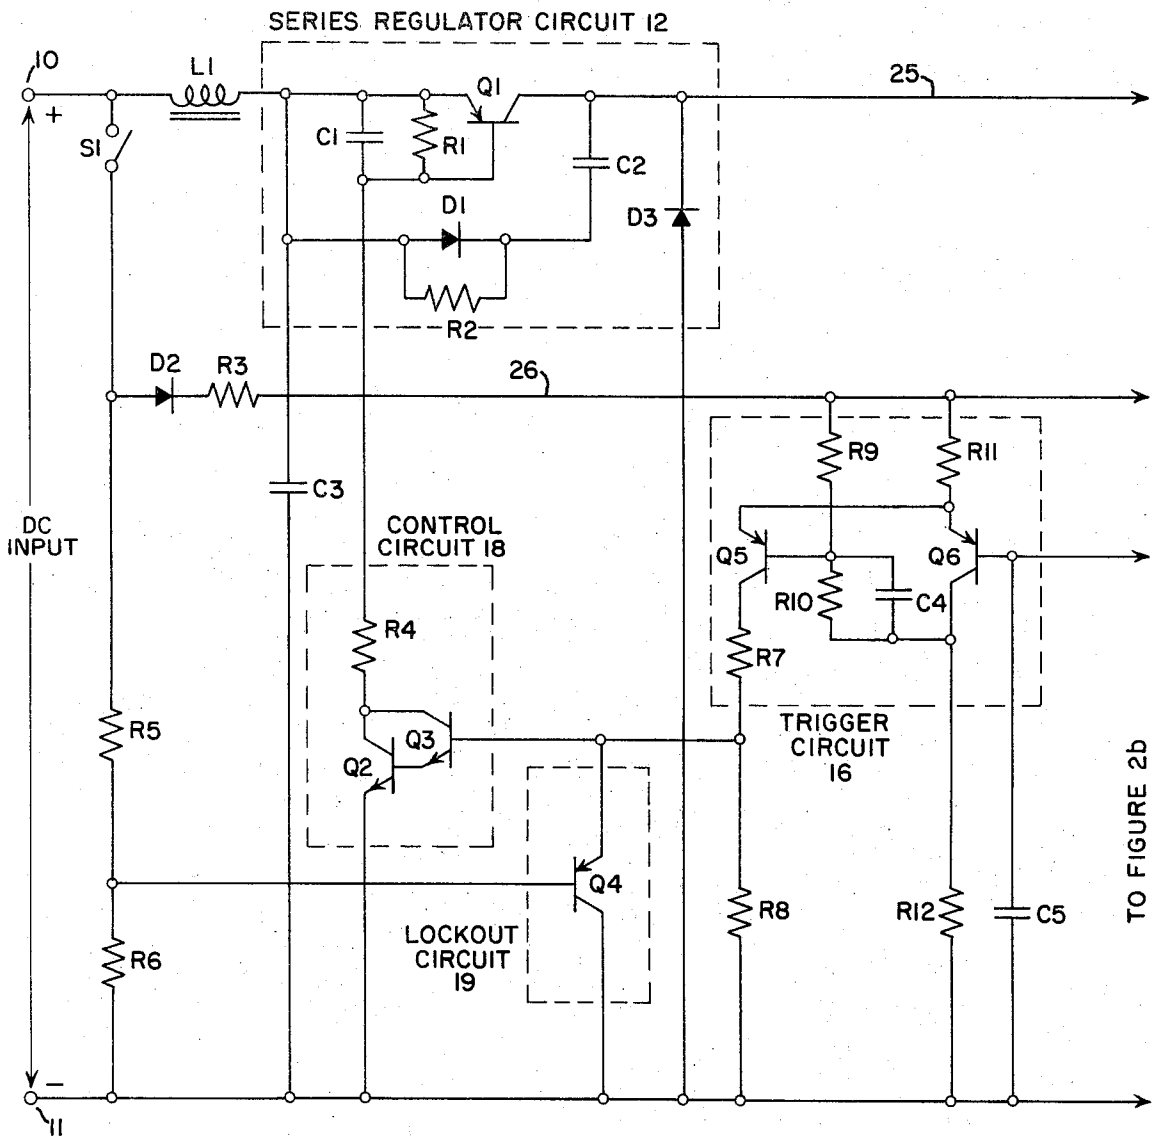 SERIES REGULATOR CIRCUIT 12
10
L1
Q1
25
+
S1
C1
R1
C2
D1
D3
R2
D2
R3
26
R9
R11
C3
DC
INPUT
CONTROL
CIRCUIT 18
Q5
Q6
R10
C4
R4
R7
R5
Q3
Q2
TRIGGER
CIRCUIT
16
Q4
R8
R12
C5
LOCKOUT
CIRCUIT
19
R6
TO FIGURE 2b
−
11